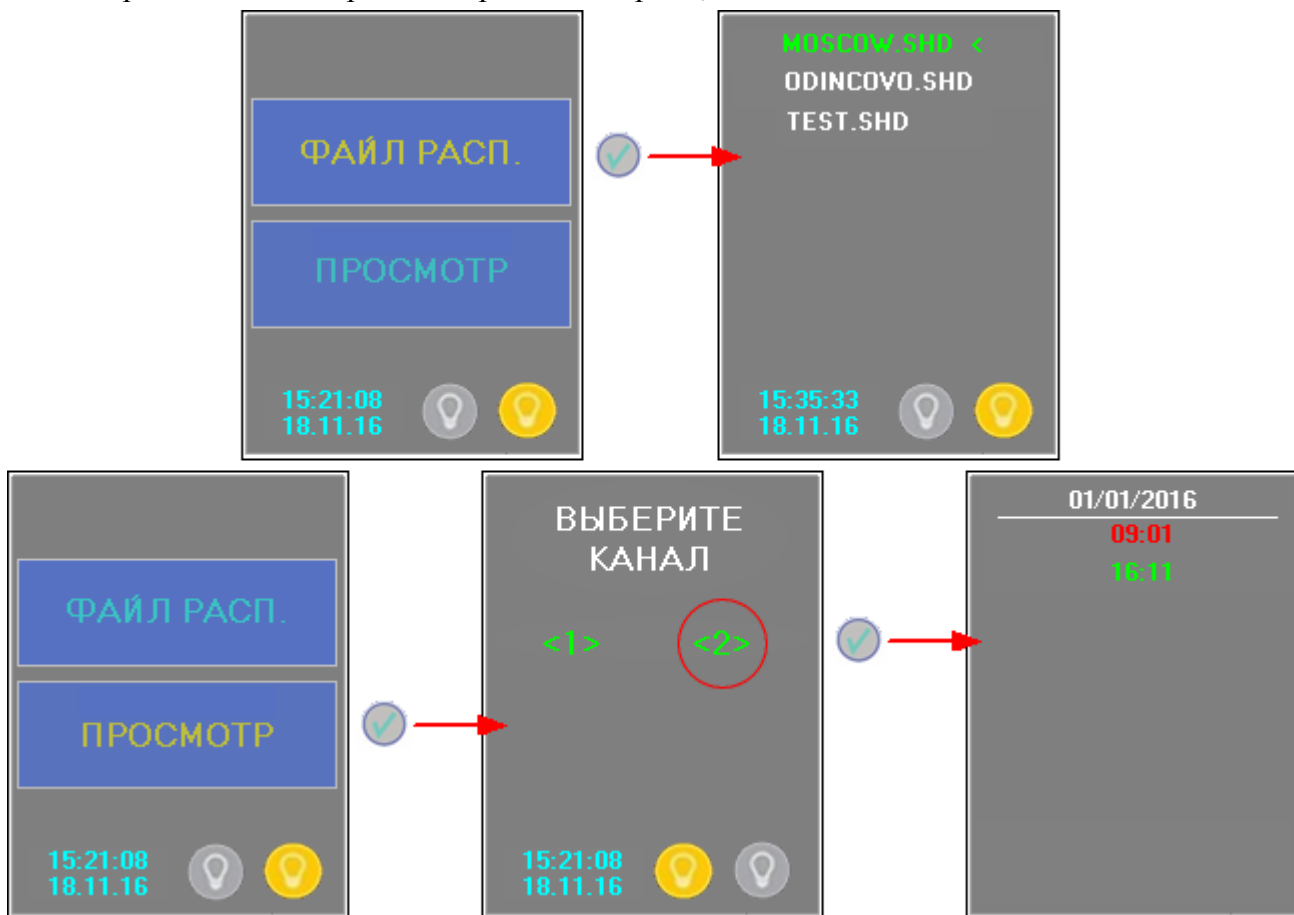 MOSCOW.SHD <
ODINCOVO.SHD
TEST.SHD
ФАЙЛ РАСП.
ПРОСМОТР
15:21:08
18.11.16
15:35:33
18.11.16
ФАЙЛ РАСП.
ПРОСМОТР
15:21:08
18.11.16
ВЫБЕРИТЕ
КАНАЛ
<1> <2>
15:21:08
18.11.16
01/01/2016
09:01
16:11